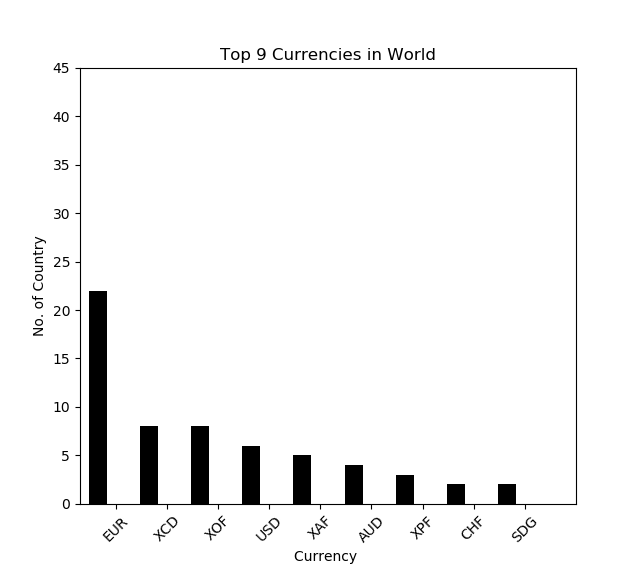 Top 9 Currencies in World
45
40
35
30
25
20
15
10
5
0
No. of Country
EUR XCD XOF USD XAF AUD XPF CHF SDG
Currency